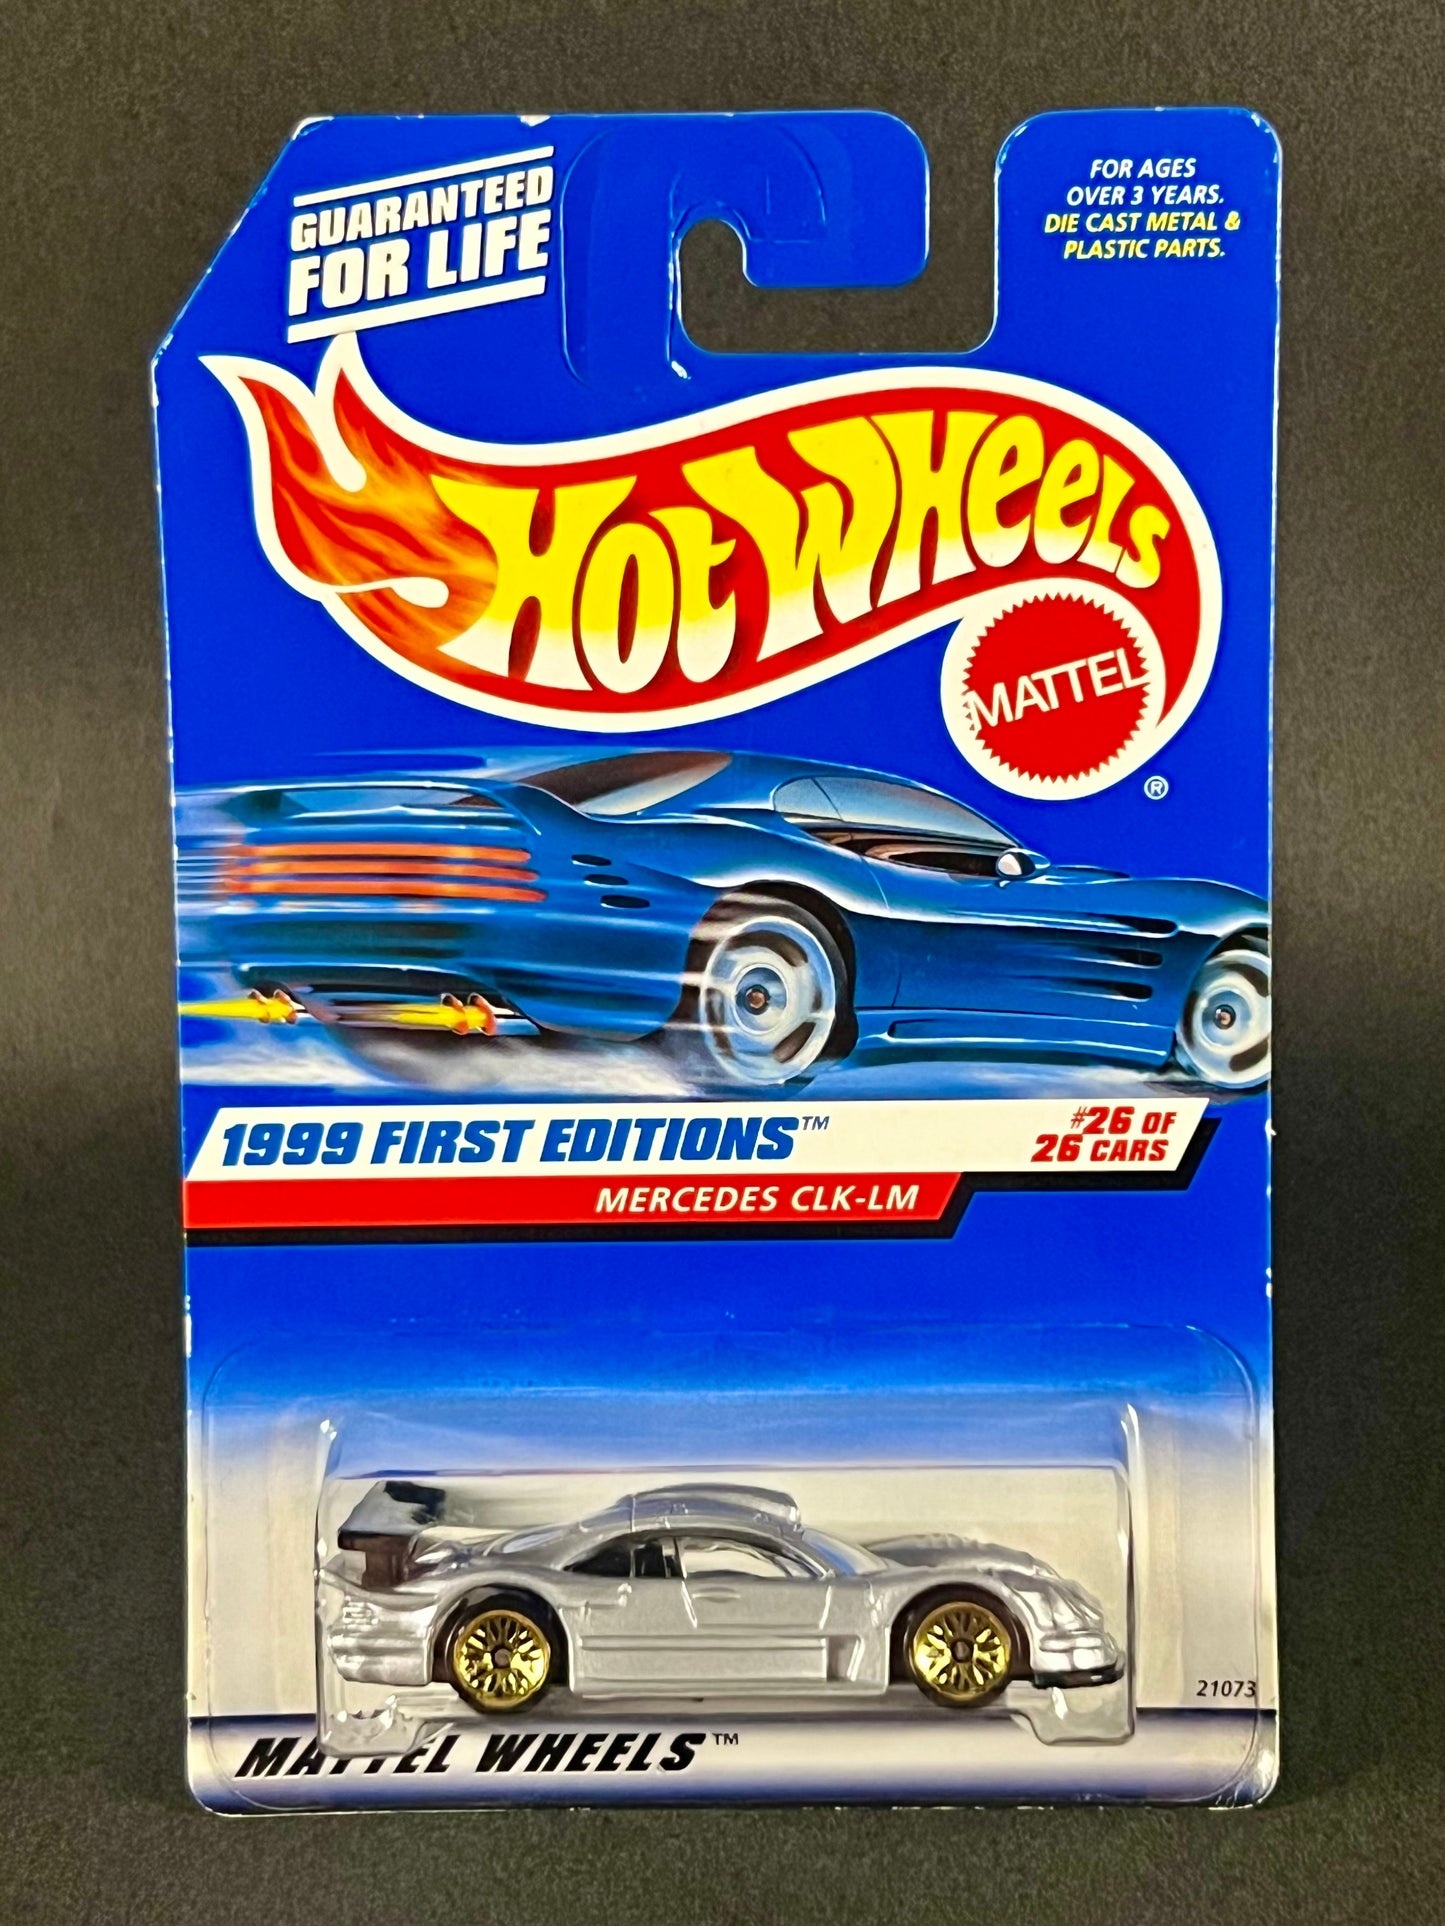 GUARANTEED
FOR LIFE
FOR AGES
OVER 3 YEARS.
DIE CAST METAL &
PLASTIC PARTS.
HOT WHEELS
MATTEL
®
1999 FIRST EDITIONS™
#26 OF
26 CARS
MERCEDES CLK-LM
21073
MATTEL WHEELS™